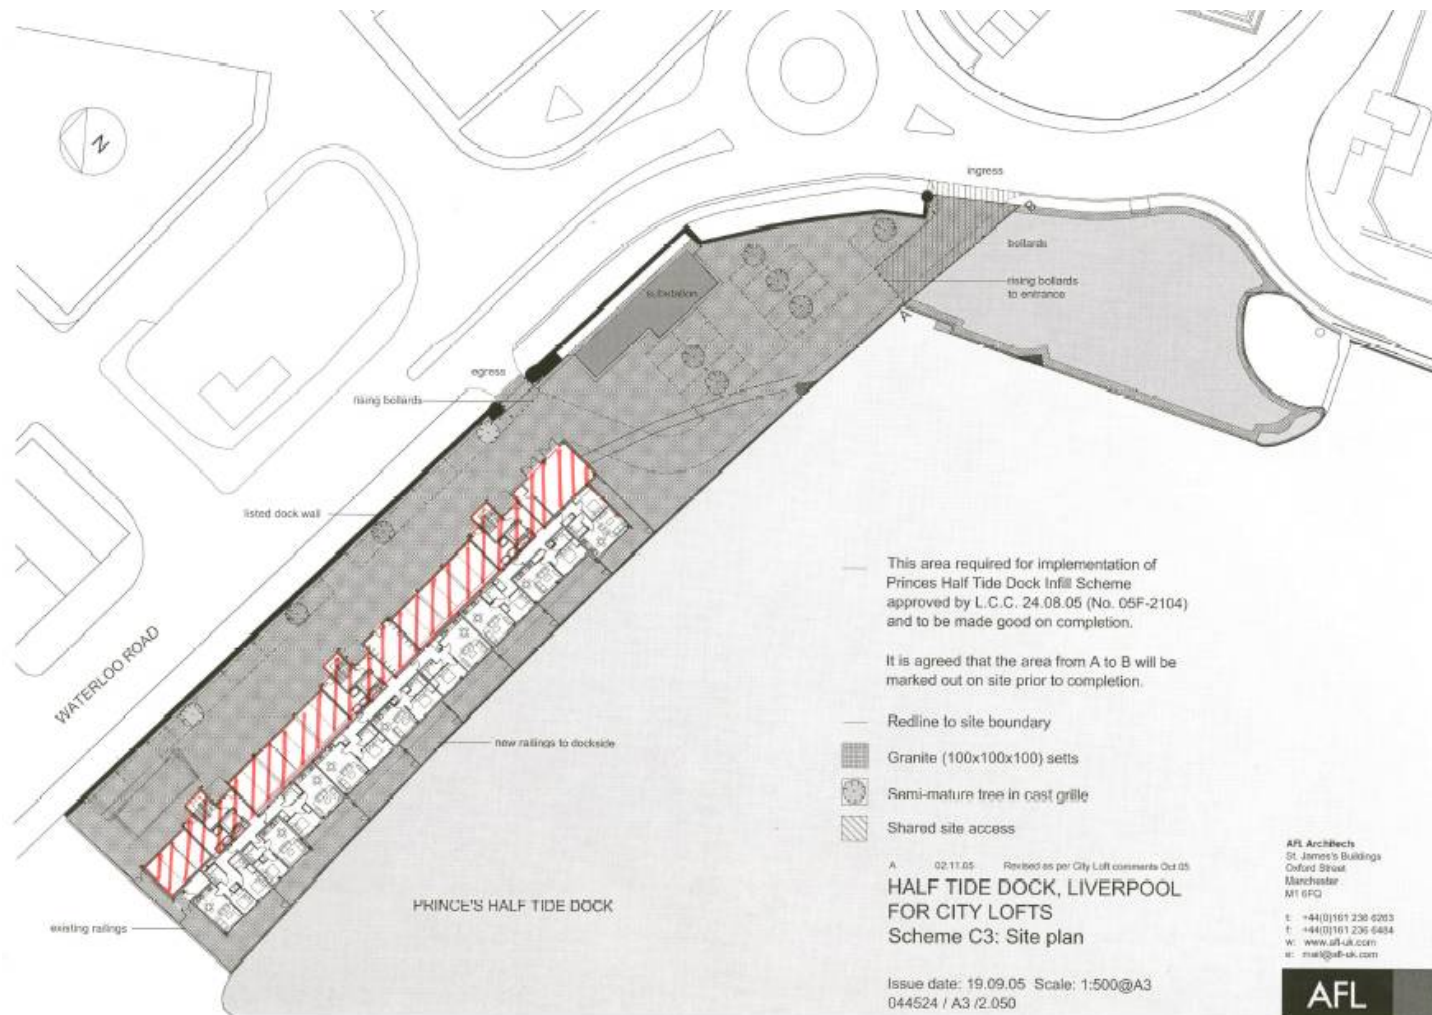 N
ingress
bollards
rising bollards
to entrance
A
B
substation
egress
rising bollards
listed dock wall
WATERLOO ROAD
new railings to dockside
existing railings
PRINCE'S HALF TIDE DOCK
This area required for implementation of
Princes Half Tide Dock Infill Scheme
approved by L.C.C. 24.08.05 (No. 05F-2104)
and to be made good on completion.
It is agreed that the area from A to B will be
marked out on site prior to completion.
Redline to site boundary
Granite (100x100x100) setts
Semi-mature tree in cast grille
Shared site access
A 02.11.05 Revised as per City Loft comments Oct 05
HALF TIDE DOCK, LIVERPOOL
FOR CITY LOFTS
Scheme C3: Site plan
Issue date: 19.09.05 Scale: 1:500@A3
044524 / A3 /2.050
AFL Architects
St. James's Buildings
Oxford Street
Manchester
M1 6FQ
t: +44(0)161 236 6263
f: +44(0)161 236 6484
w: www.afl-uk.com
e: mail@afl-uk.com
AFL